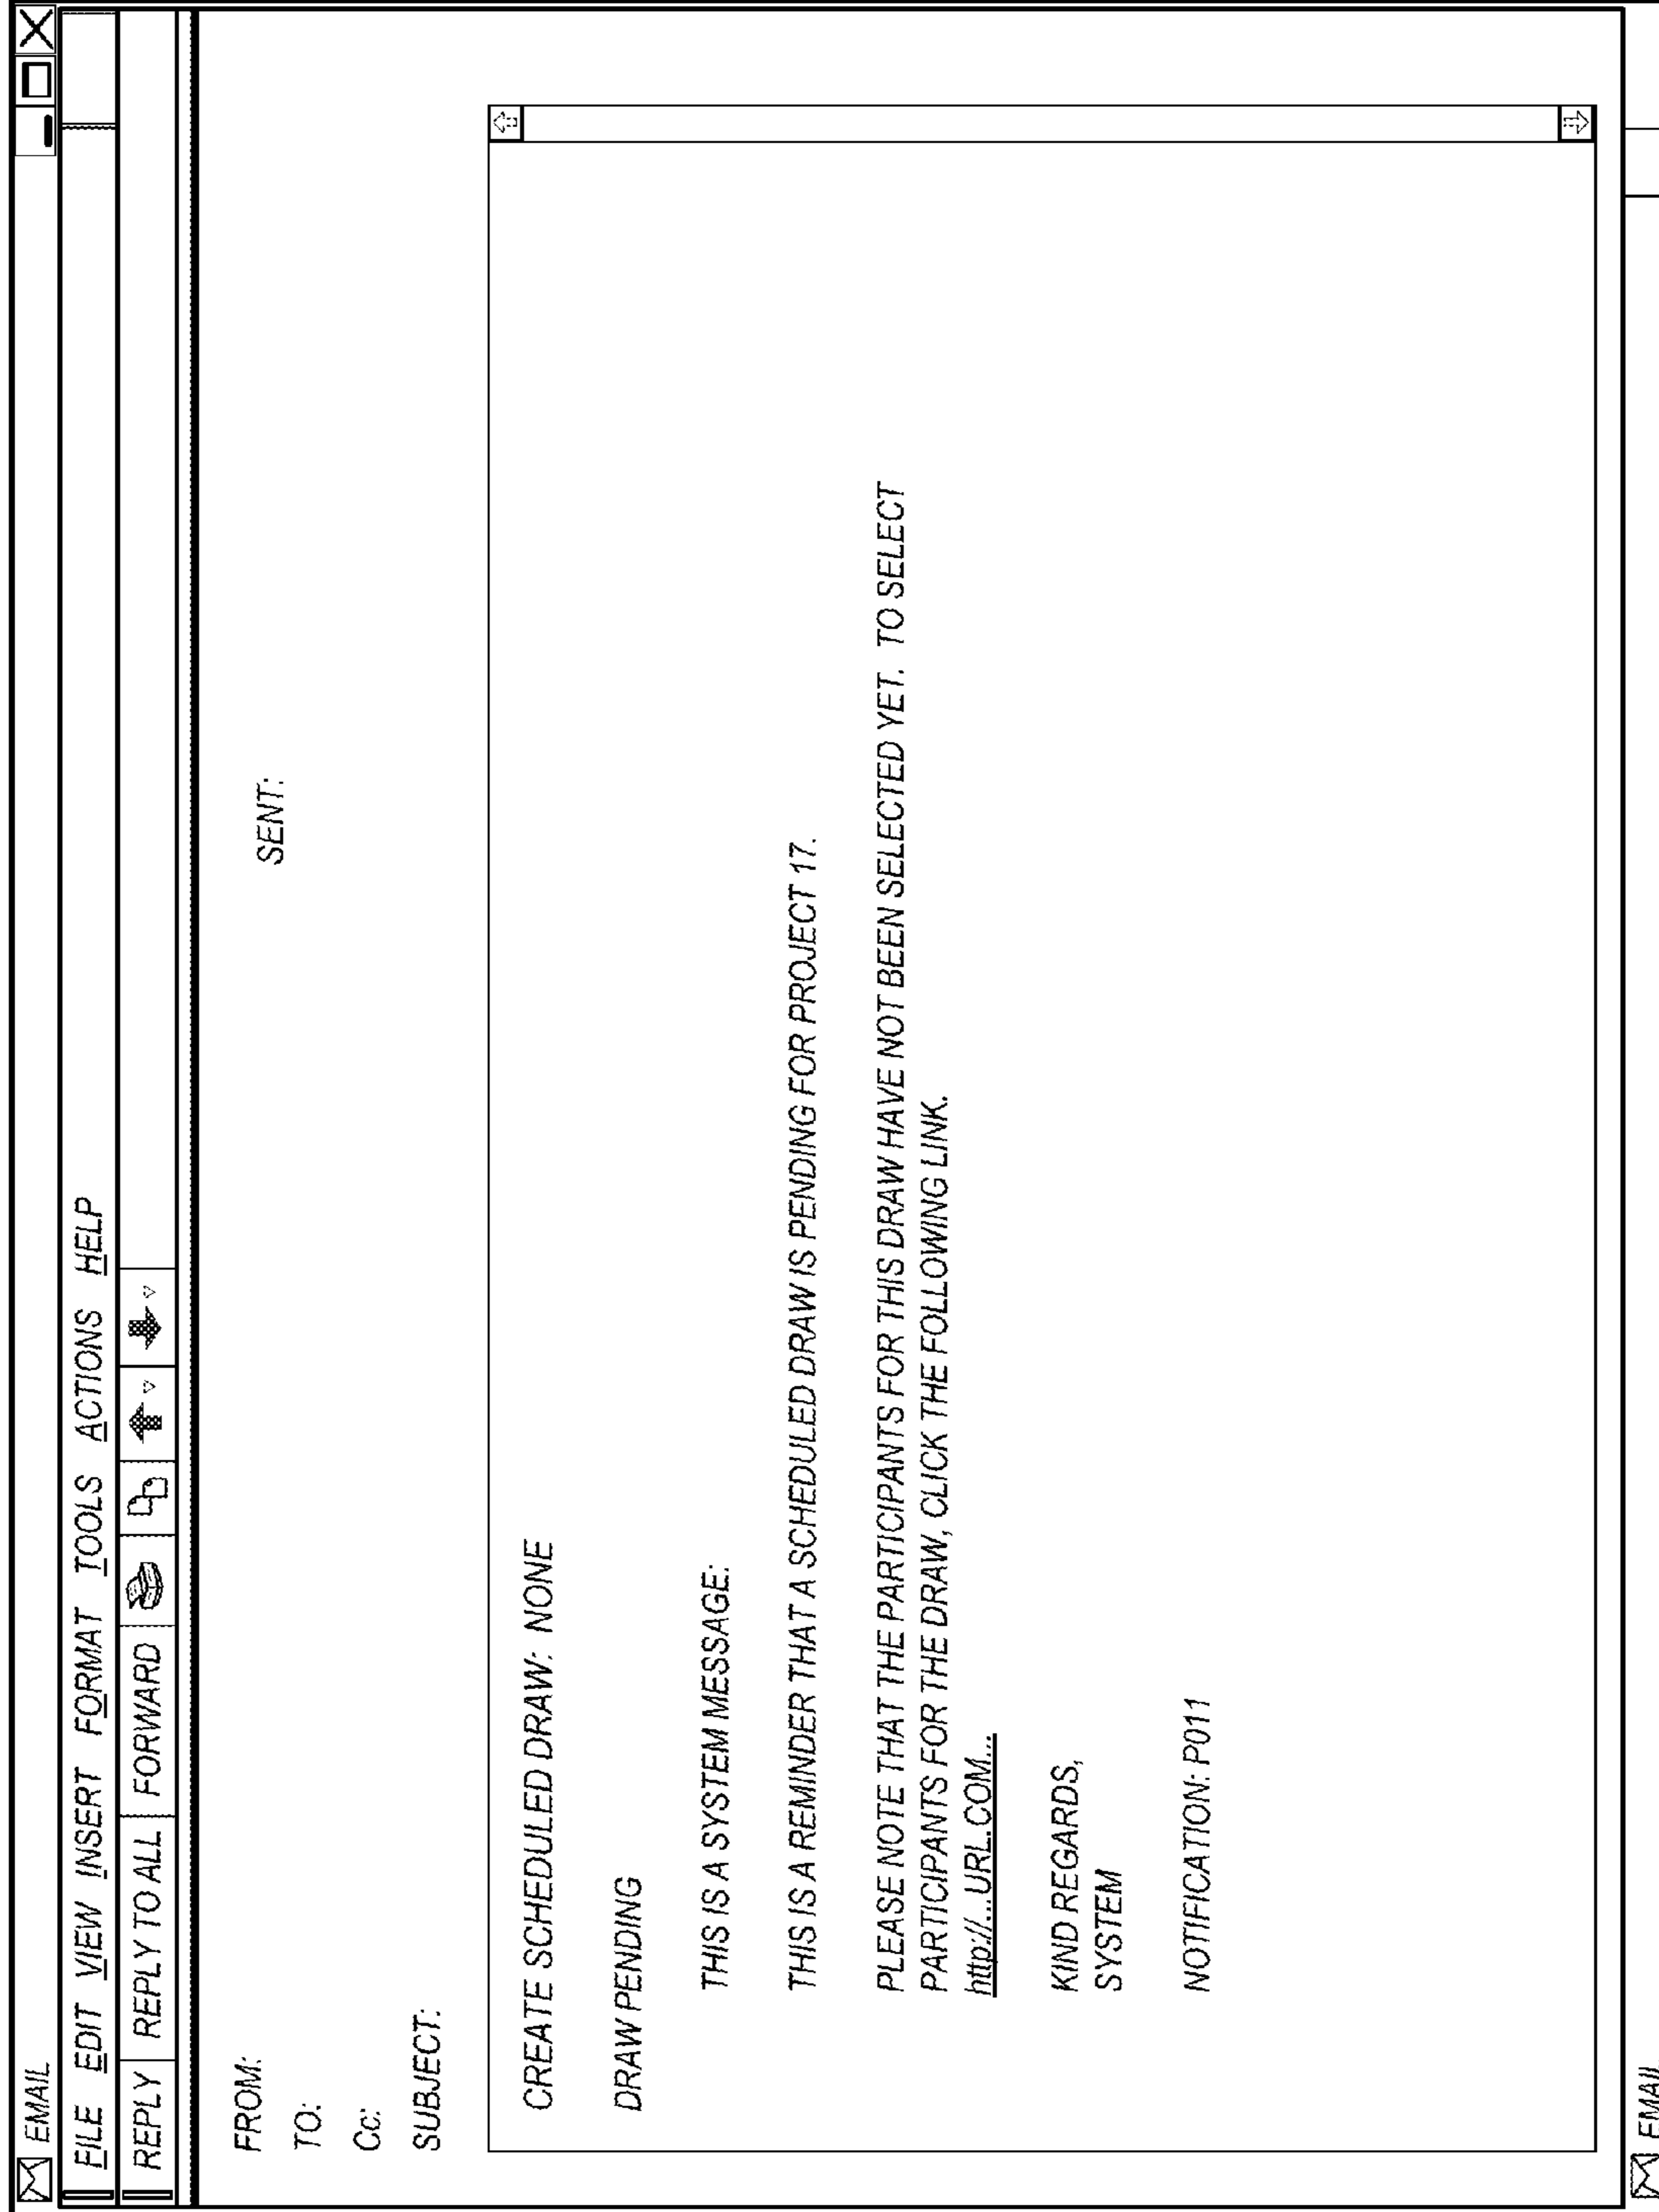 EMAIL
FILE EDIT VIEW INSERT FORMAT TOOLS ACTIONS HELP
REPLY REPLY TO ALL FORWARD
FROM:
SENT:
TO:
Cc:
SUBJECT:
CREATE SCHEDULED DRAW: NONE
DRAW PENDING
THIS IS A SYSTEM MESSAGE:
THIS IS A REMINDER THAT A SCHEDULED DRAW IS PENDING FOR PROJECT 17.
PLEASE NOTE THAT THE PARTICIPANTS FOR THIS DRAW HAVE NOT BEEN SELECTED YET. TO SELECT
PARTICIPANTS FOR THE DRAW, CLICK THE FOLLOWING LINK.
http://...URL.COM...
KIND REGARDS,
SYSTEM
NOTIFICATION: P011
EMAIL